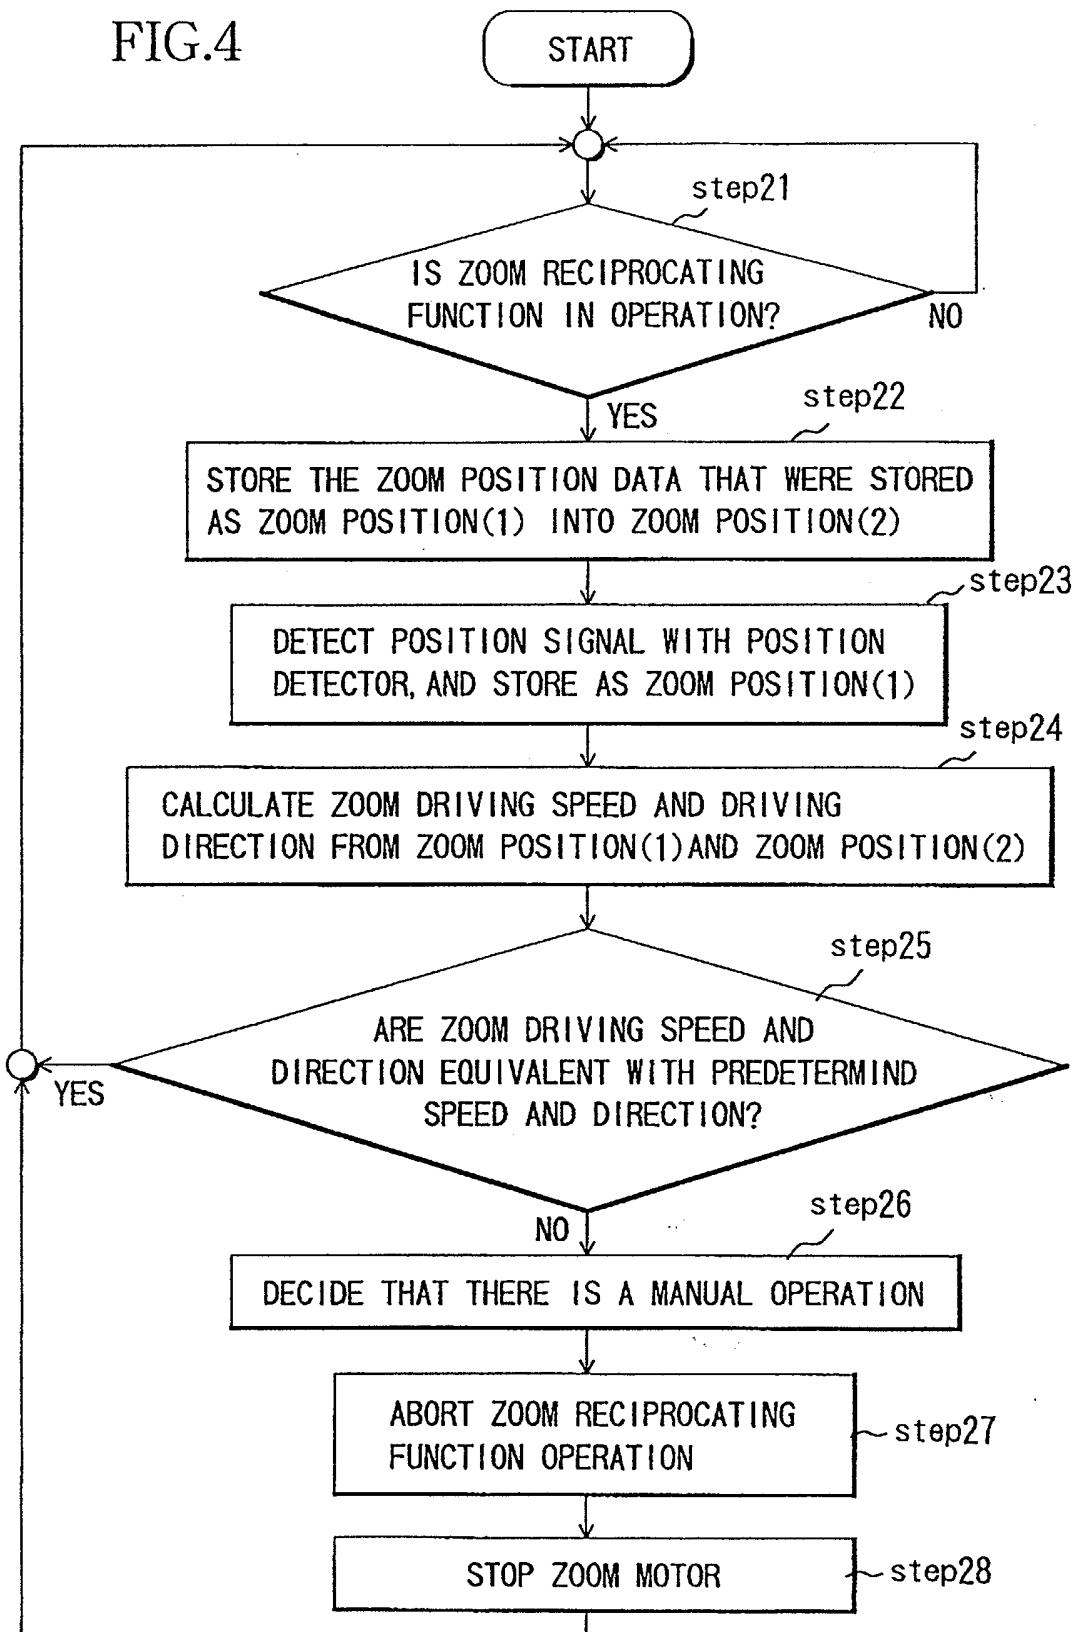 FIG.4
START
step21
IS ZOOM RECIPROCATING
FUNCTION IN OPERATION?
NO
YES
step22
STORE THE ZOOM POSITION DATA THAT WERE STORED
AS ZOOM POSITION(1) INTO ZOOM POSITION(2)
step23
DETECT POSITION SIGNAL WITH POSITION
DETECTOR, AND STORE AS ZOOM POSITION(1)
step24
CALCULATE ZOOM DRIVING SPEED AND DRIVING
DIRECTION FROM ZOOM POSITION(1) AND ZOOM POSITION(2)
step25
ARE ZOOM DRIVING SPEED AND
DIRECTION EQUIVALENT WITH PREDETERMIND
SPEED AND DIRECTION?
YES
NO
step26
DECIDE THAT THERE IS A MANUAL OPERATION
ABORT ZOOM RECIPROCATING
FUNCTION OPERATION
step27
STOP ZOOM MOTOR
step28